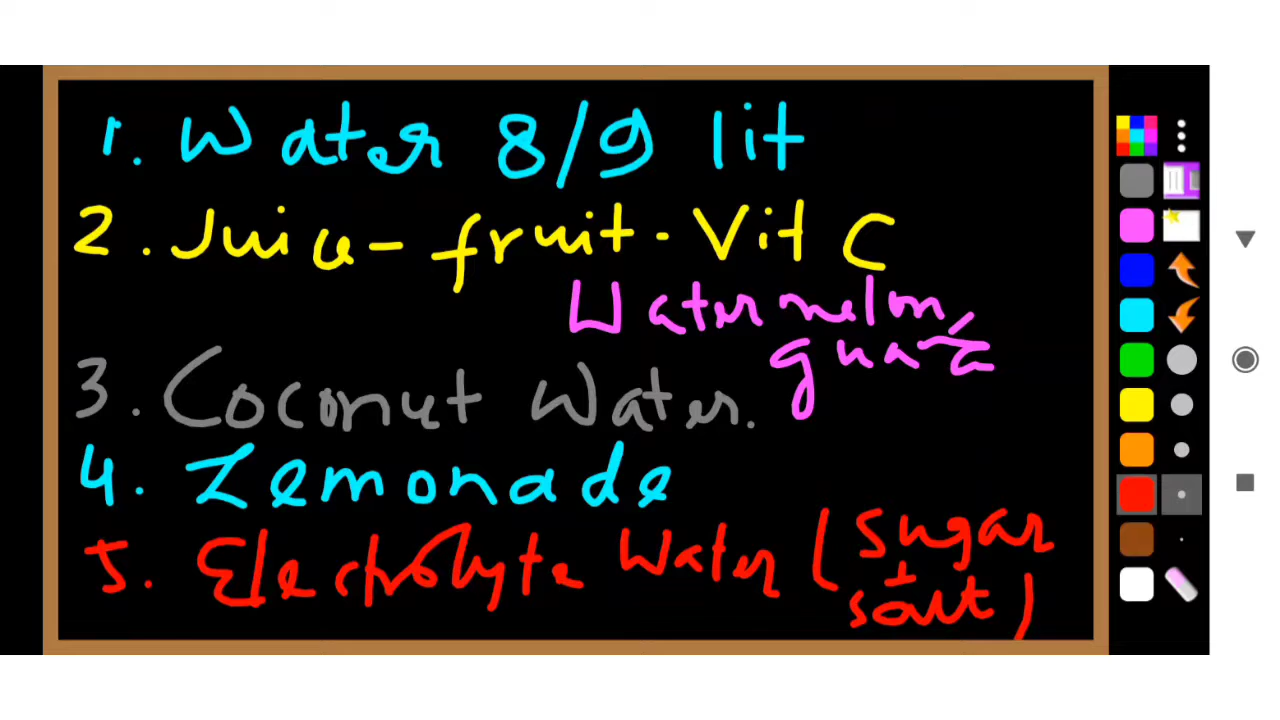 1. Water 8/9 lit
2. Juice - fruit - Vit C
Watermelon,
guava
3. Coconut Water.
4. Lemonade
5. Electrolyte Water (Sugar
+
Salt)